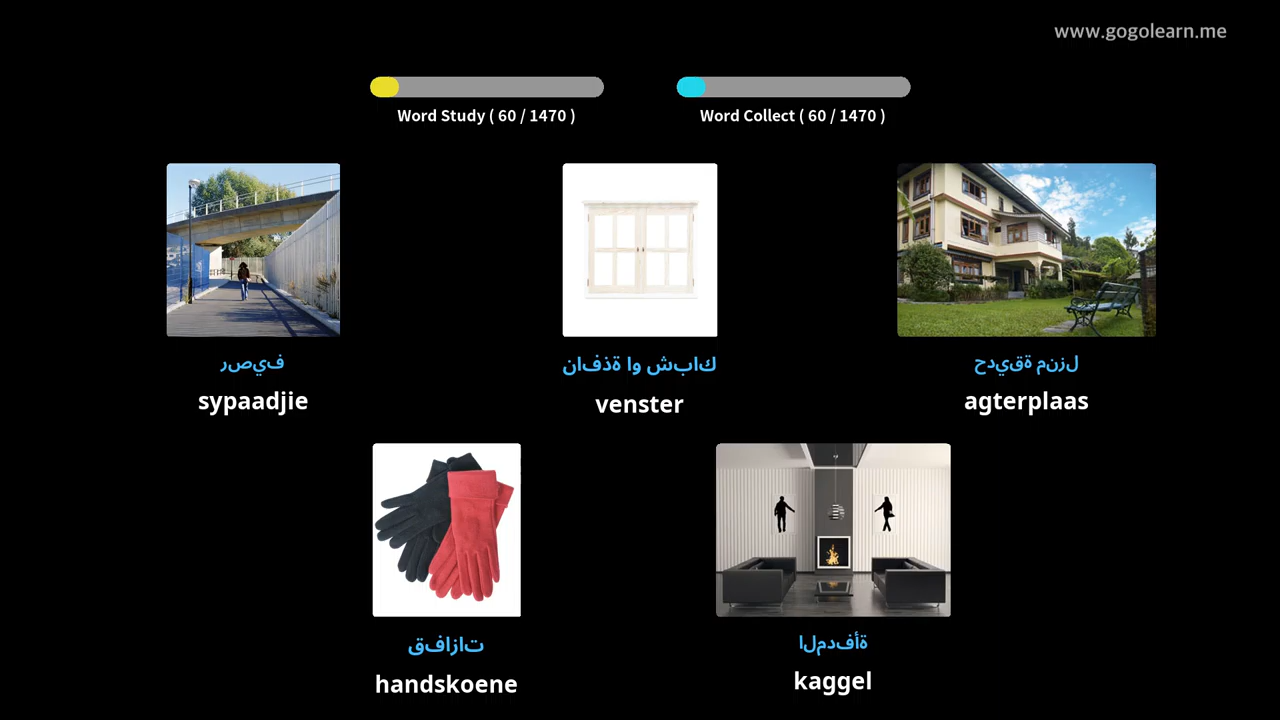 www.gogolearn.me
Word Study ( 60 / 1470 )
Word Collect ( 60 / 1470 )
رصيف
sypaadjie
نافذة او شباك
venster
حديقة منزل
agterplaas
قفازات
handskoene
المدفأة
kaggel